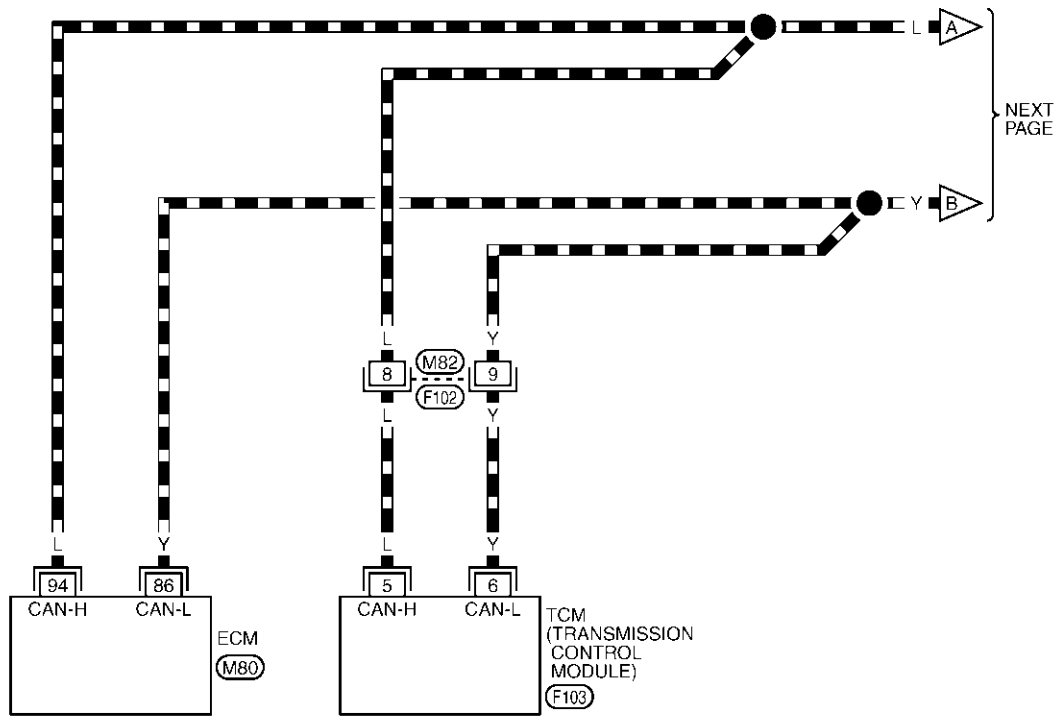 L A
NEXT
PAGE
Y B
L Y
8 M82 9
F102
L Y
L Y L Y
94 86 5 6
CAN-H CAN-L CAN-H CAN-L
ECM
M80
TCM
(TRANSMISSION
CONTROL
MODULE)
F103